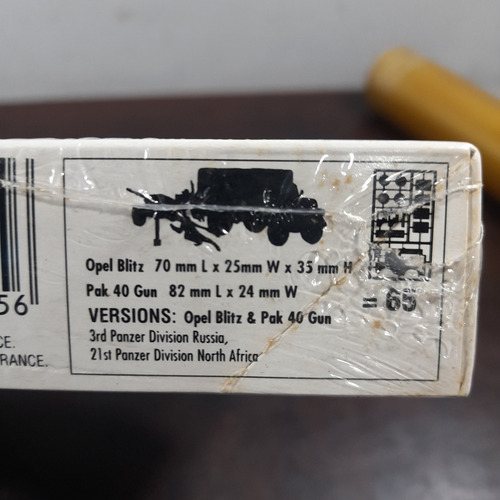 Opel Blitz 70 mm L x 25mm W x 35 mm H
Pak 40 Gun 82 mm L x 24 mm W
= 65
VERSIONS: Opel Blitz & Pak 40 Gun
3rd Panzer Division Russia,
21st Panzer Division North Africa
56
CE.
RANCE.